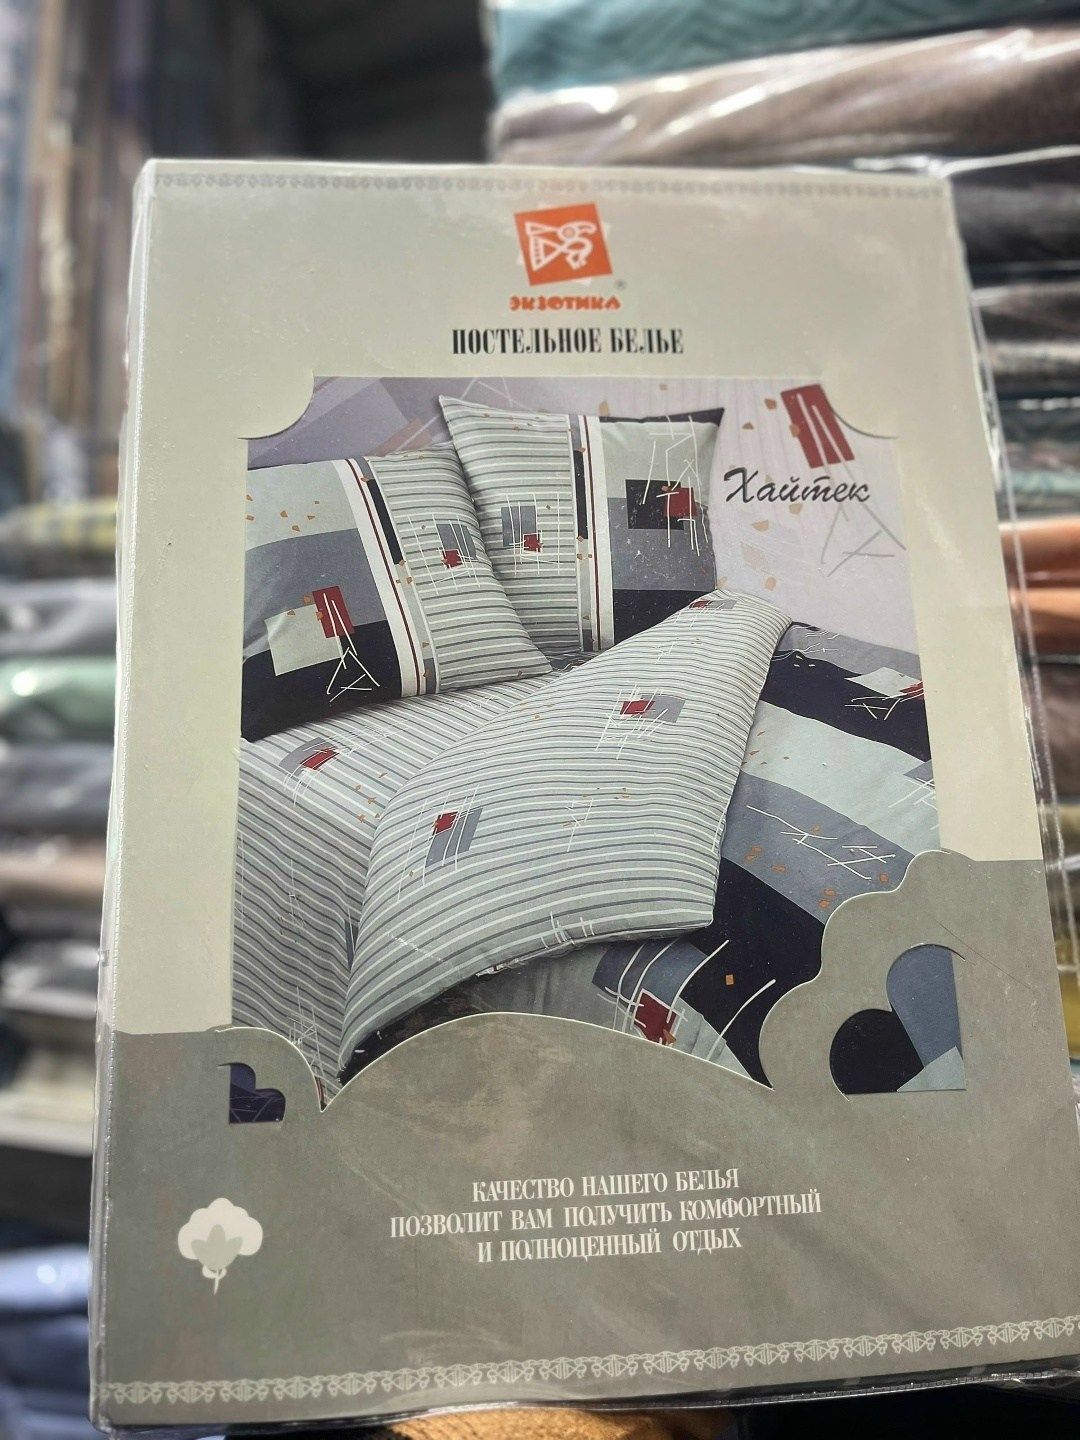 ЭКЗОТИКА
®
ПОСТЕЛЬНОЕ БЕЛЬЕ
Хайтек
КАЧЕСТВО НАШЕГО БЕЛЬЯ
ПОЗВОЛИТ ВАМ ПОЛУЧИТЬ КОМФОРТНЫЙ
И ПОЛНОЦЕННЫЙ ОТДЫХ